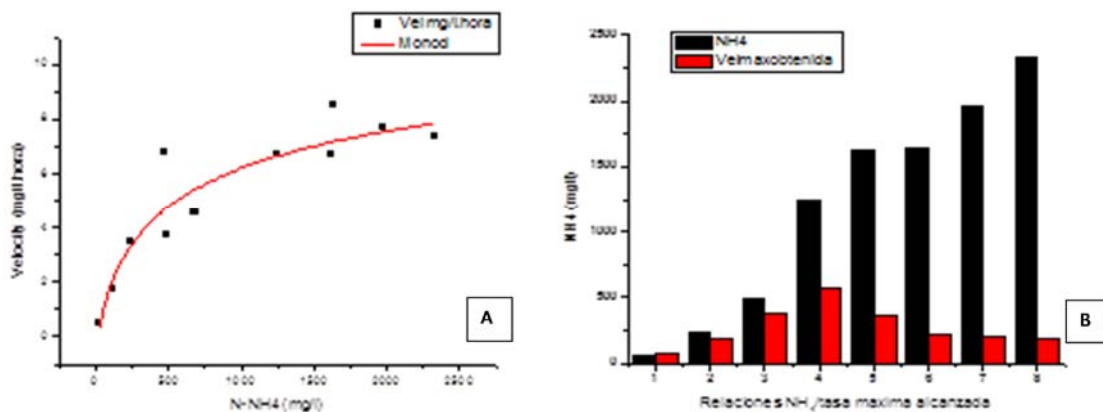 Vel mg/l.hora
Monod
10
8
6
4
2
0
Velocity (mg/l.hora)
0 500 1000 1500 2000 2500
N-NH4 (mg/l)
A
NH4
Velmaxobtenida
2500
2000
1500
1000
500
0
NH4 (mg/l)
1 2 3 4 5 6 7 8
Relaciones NH4/tasa maxima alcanzada
B